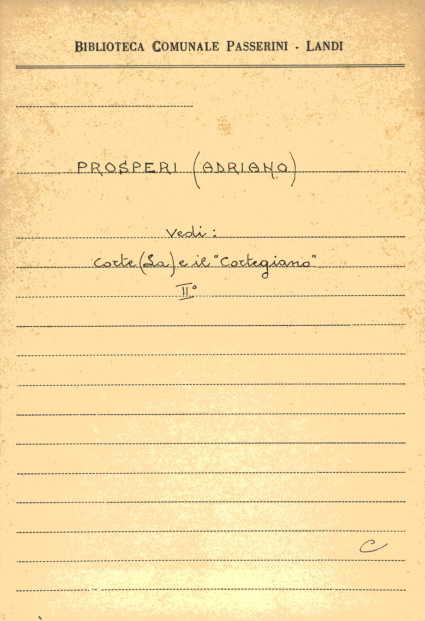 BIBLIOTECA COMUNALE PASSERINI - LANDI
PROSPERI (ADRIANO)
Vedi:
Corte (La) e il "Cortegiano"
II°
C